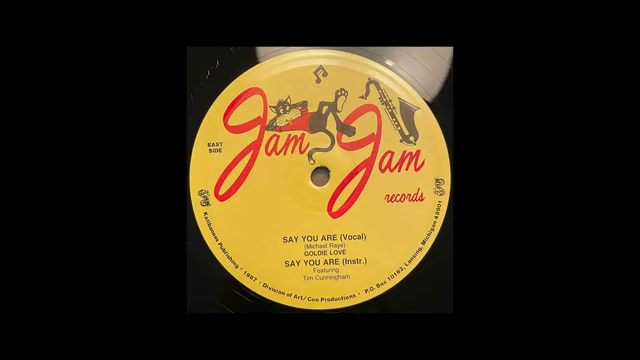 Jam Jam
records
EAST
SIDE
SAY YOU ARE (Vocal)
(Michael Raye)
GOLDIE LOVE
SAY YOU ARE (Instr.)
Featuring
Tim Cunningham
Publishing © 1987 • Division of Art/Con Productions • P.O. Box 10162, Lansing, Michigan 48901